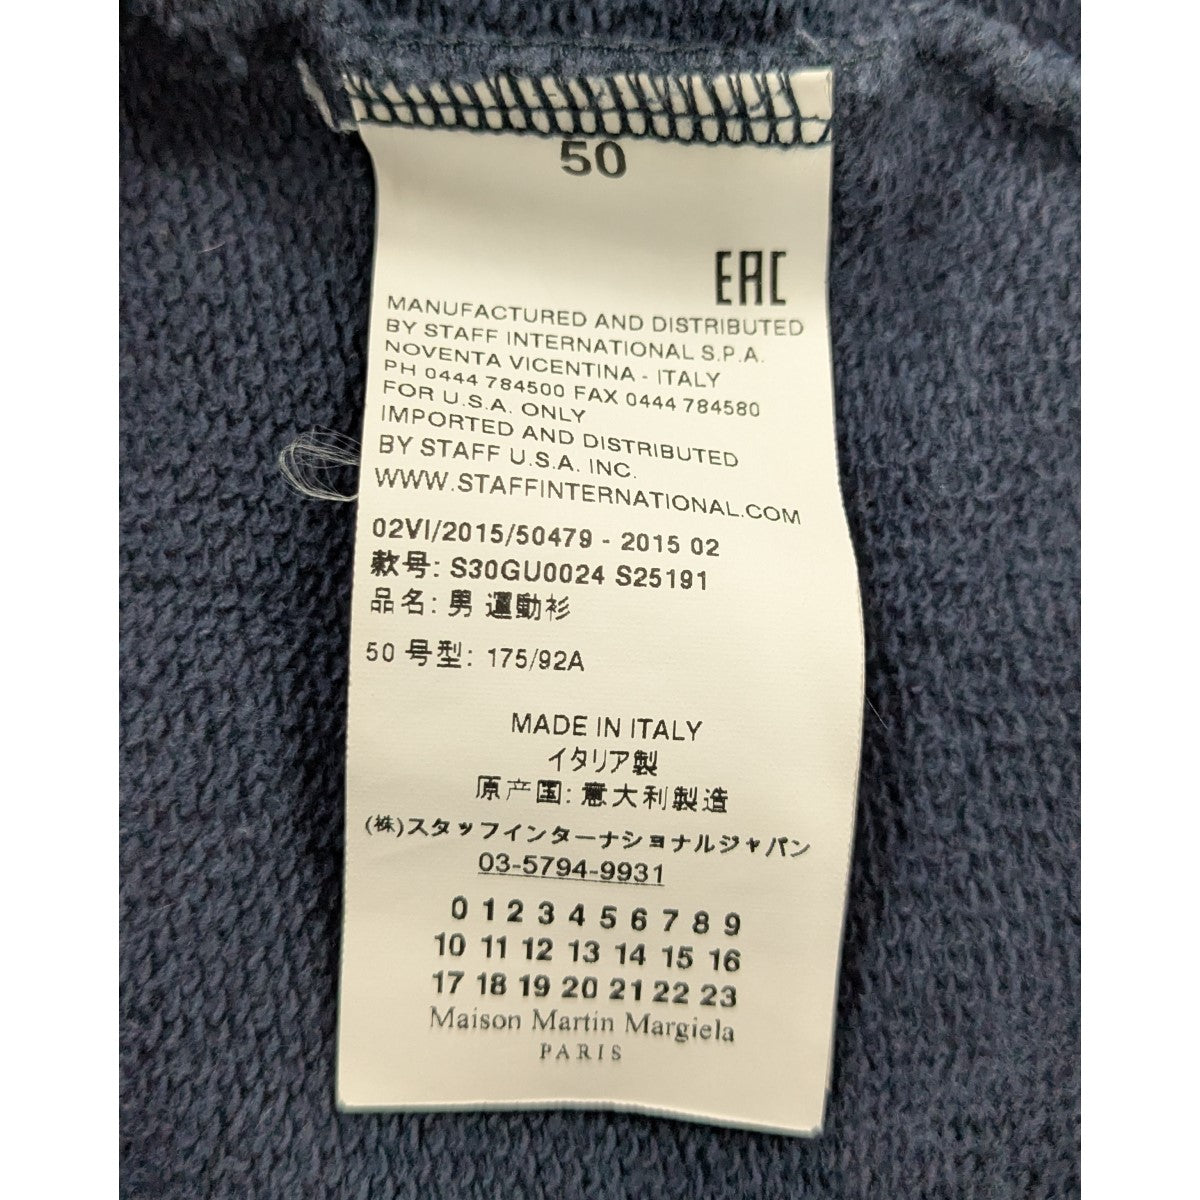 50
EAC
MANUFACTURED AND DISTRIBUTED
BY STAFF INTERNATIONAL S.P.A.
NOVENTA VICENTINA - ITALY
PH 0444 784500 FAX 0444 784580
FOR U.S.A. ONLY
IMPORTED AND DISTRIBUTED
BY STAFF U.S.A. INC.
WWW.STAFFINTERNATIONAL.COM
02VI/2015/50479 - 2015 02
款号: S30GU0024 S25191
品名: 男 運動衫
50 号型: 175/92A
MADE IN ITALY
イタリア製
原产国: 意大利製造
(株)スタッフインターナショナルジャパン
03-5794-9931
0 1 2 3 4 5 6 7 8 9
10 11 12 13 14 15 16
17 18 19 20 21 22 23
Maison Martin Margiela
PARIS